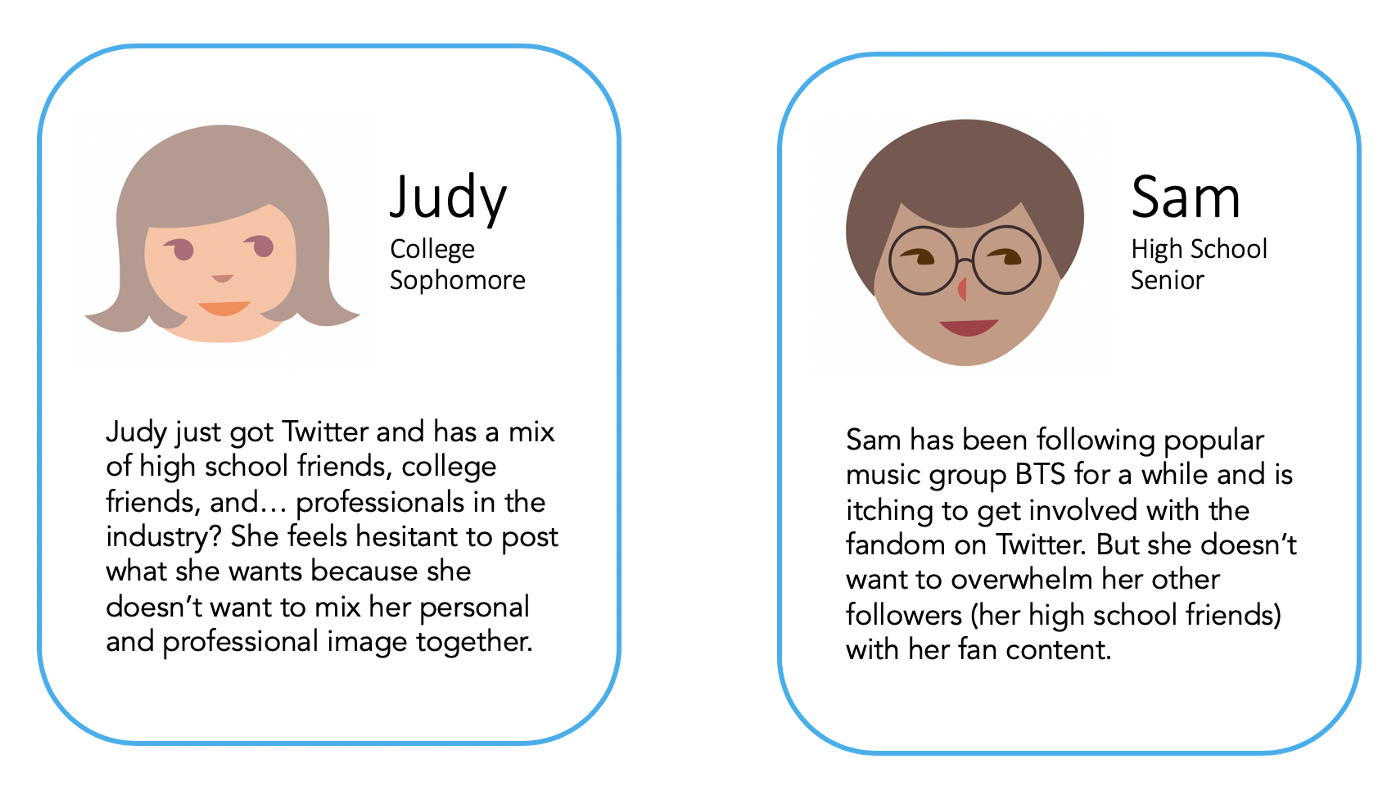 Judy
College
Sophomore
Judy just got Twitter and has a mix
of high school friends, college
friends, and… professionals in the
industry? She feels hesitant to post
what she wants because she
doesn’t want to mix her personal
and professional image together.
Sam
High School
Senior
Sam has been following popular
music group BTS for a while and is
itching to get involved with the
fandom on Twitter. But she doesn’t
want to overwhelm her other
followers (her high school friends)
with her fan content.